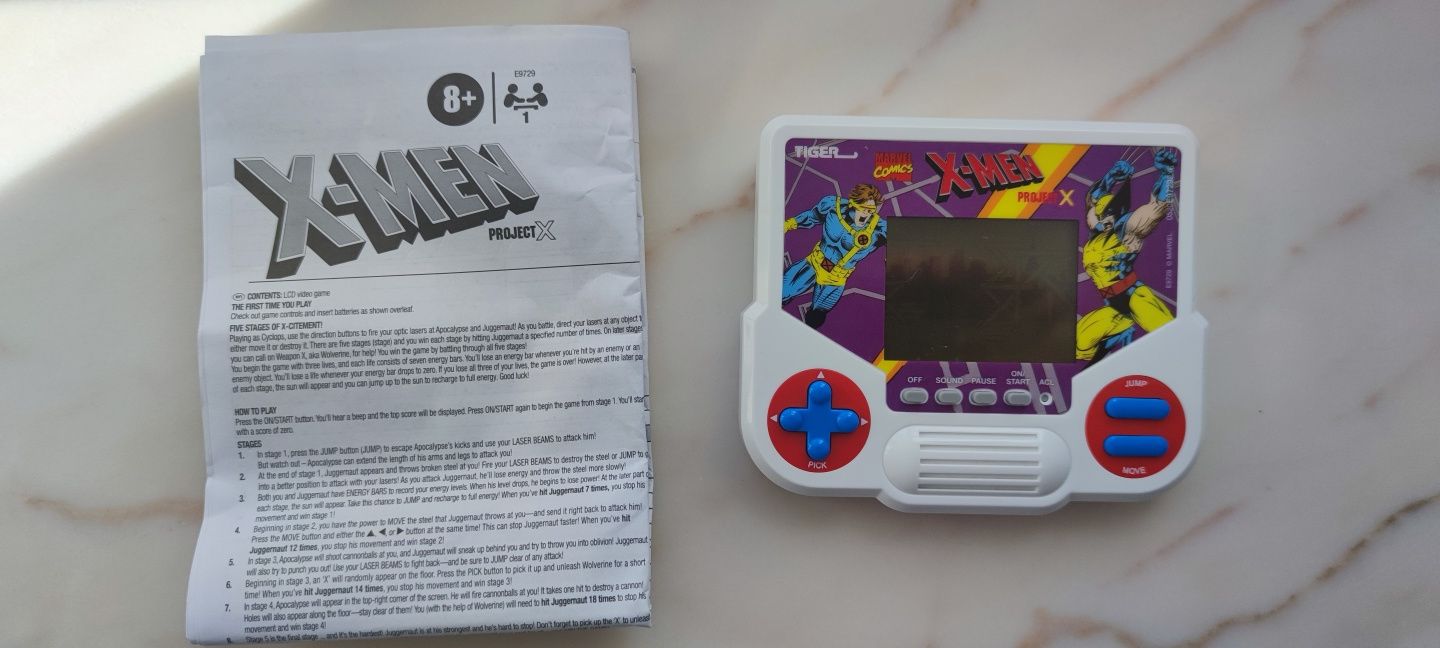 E9729
8+
1
X-MEN
PROJECT X
CONTENTS: LCD video game
THE FIRST TIME YOU PLAY
Check out game controls and insert batteries as shown overleaf.
FIVE STAGES OF X-CITEMENT!
Playing as Cyclops, use the direction buttons to fire your optic lasers at Apocalypse and Juggernaut! As you battle, direct your lasers at any object
either move it or destroy it. There are five stages (stage) and you win each stage by hitting Juggernaut a specified number of times. On later stages
you can call on Weapon X, aka Wolverine, for help! You win the game by battling through all five stages!
You begin the game with three lives, and each life consists of seven energy bars. You'll lose an energy bar whenever you're hit by an enemy or an
enemy object. You'll lose a life whenever your energy bar drops to zero. If you lose all three of your lives, the game is over! However, at the later
of each stage, the sun will appear and you can jump up to the sun to recharge to full energy. Good luck!
HOW TO PLAY
Press the ON/START button. You'll hear a beep and the top score will be displayed. Press ON/START again to begin the game from stage 1. You'll
with a score of zero.
STAGES
1. In stage 1, press the JUMP button (JUMP) to escape Apocalypse's kicks and use your LASER BEAMS to attack him!
But watch out – Apocalypse can extend the length of his arms and legs to attack you!
2. At the end of stage 1, Juggernaut appears and throws broken steel at you! Fire your LASER BEAMS to destroy the steel or JUMP to
into a better position to attack with your lasers! As you attack Juggernaut, he'll lose energy and throw the steel more slowly!
3. Both you and Juggernaut have ENERGY BARS to record your energy levels. When his level drops, he begins to lose power! At the later part
each stage, the sun will appear. Take this chance to JUMP and recharge to full energy! When you've hit Juggernaut 7 times, you stop his
movement and win stage 1!
4. Beginning in stage 2, you have the power to MOVE the steel that Juggernaut throws at you—and send it right back to attack him!
Press the MOVE button and either the ▲, ◀, or ▶ button at the same time! This can stop Juggernaut faster! When you've hit
Juggernaut 12 times, you stop his movement and win stage 2!
5. In stage 3, Apocalypse will shoot cannonballs at you, and Juggernaut will sneak up behind you and try to throw you into oblivion! Juggernaut
will also try to punch you out! Use your LASER BEAMS to fight back—and be sure to JUMP clear of any attack!
6. Beginning in stage 3, an 'X' will randomly appear on the floor. Press the PICK button to pick it up and unleash Wolverine for a short
time! When you've hit Juggernaut 14 times, you stop his movement and win stage 3!
7. In stage 4, Apocalypse will appear in the top-right corner of the screen. He will fire cannonballs at you! It takes one hit to destroy a cannon!
Holes will also appear along the floor—stay clear of them! You (with the help of Wolverine) will need to hit Juggernaut 18 times to stop his
movement and win stage 4!
8. Stage 5 is the final stage ... and it's the hardest! Juggernaut is at his strongest and he's hard to stop! Don't forget to pick up the 'X' to unleash
TIGER
MARVEL
COMICS
X-MEN
PROJECT X
E9729 © MARVEL
OFF
SOUND
PAUSE
ON/
START
ACL
PICK
JUMP
MOVE